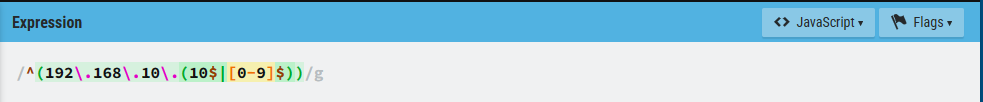 Expression <> JavaScript ▾ Flags ▾
/^(192\.168\.10\.(10$|[0-9]$))/g